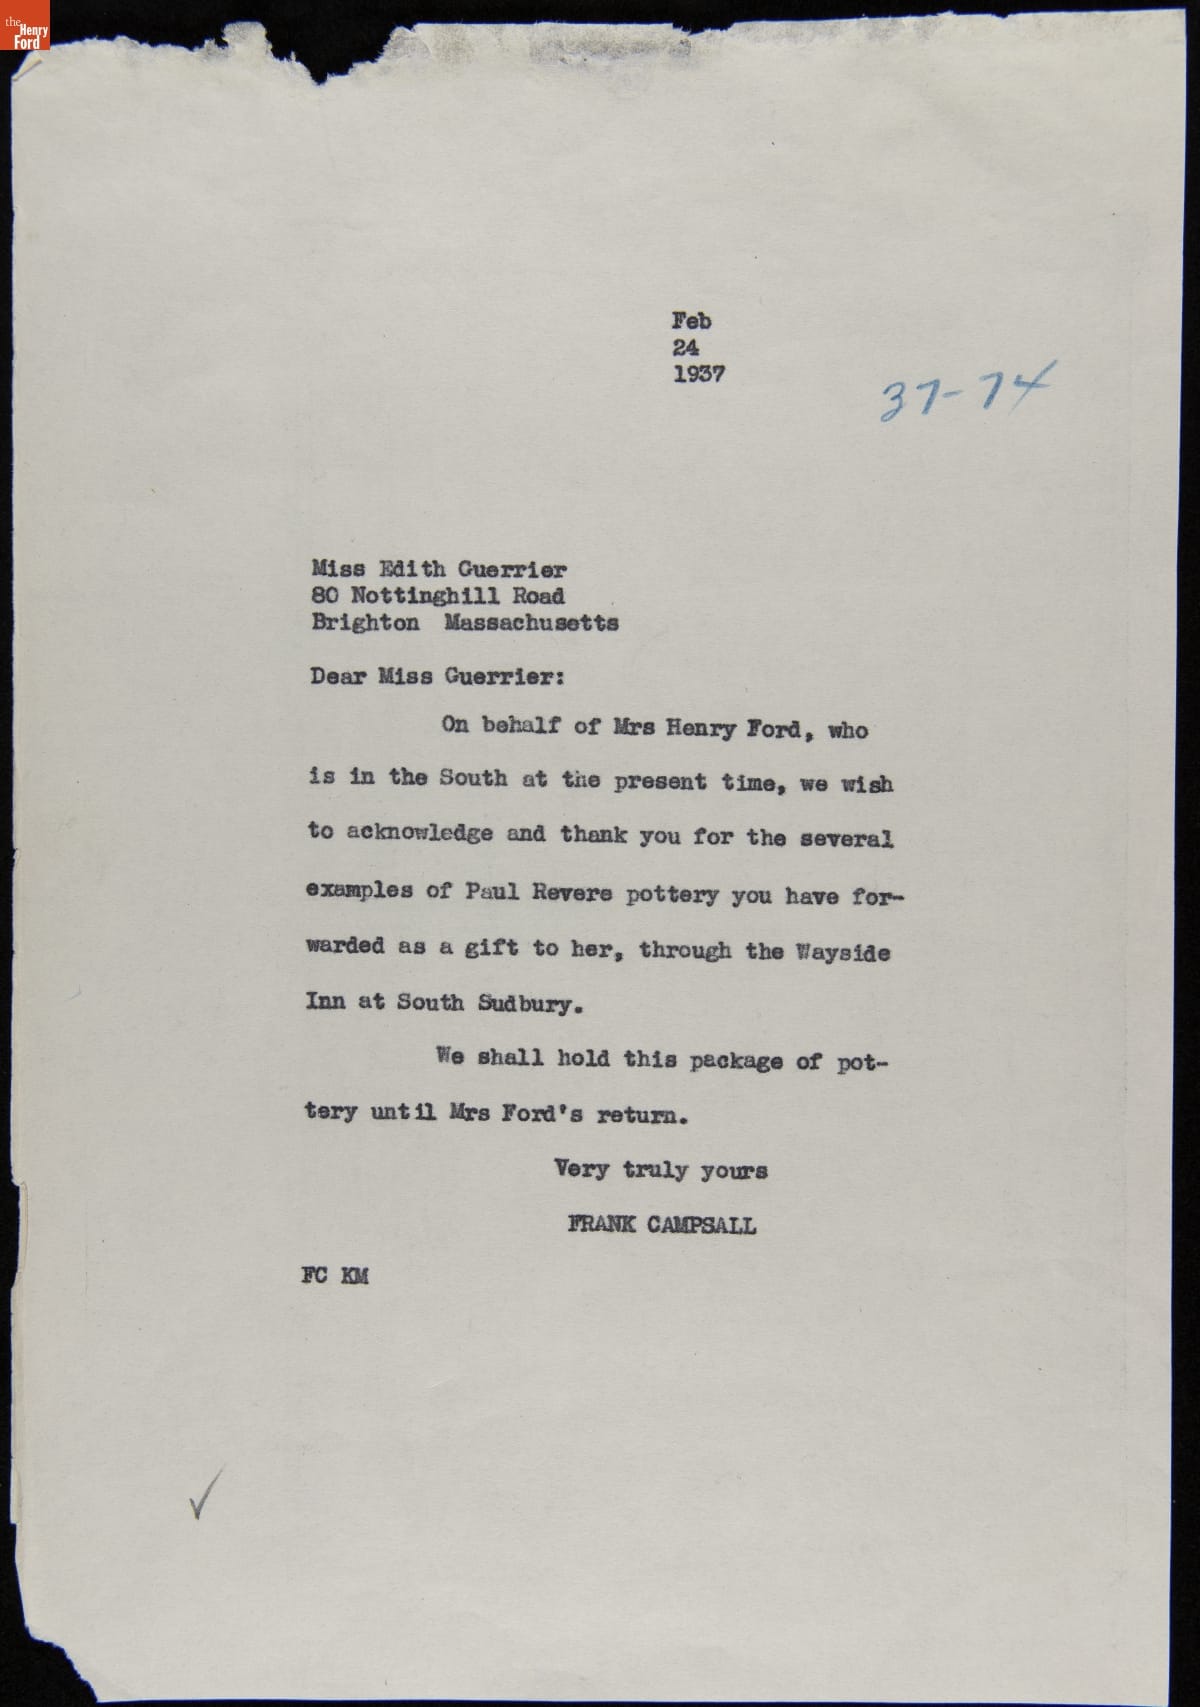 the
Henry
Ford
Feb
24
1937
37-74
Miss Edith Guerrier
80 Nottinghill Road
Brighton Massachusetts
Dear Miss Guerrier:
On behalf of Mrs Henry Ford, who
is in the South at the present time, we wish
to acknowledge and thank you for the several
examples of Paul Revere pottery you have for-
warded as a gift to her, through the Wayside
Inn at South Sudbury.
We shall hold this package of pot-
tery until Mrs Ford's return.
Very truly yours
FRANK CAMPSALL
FC KM